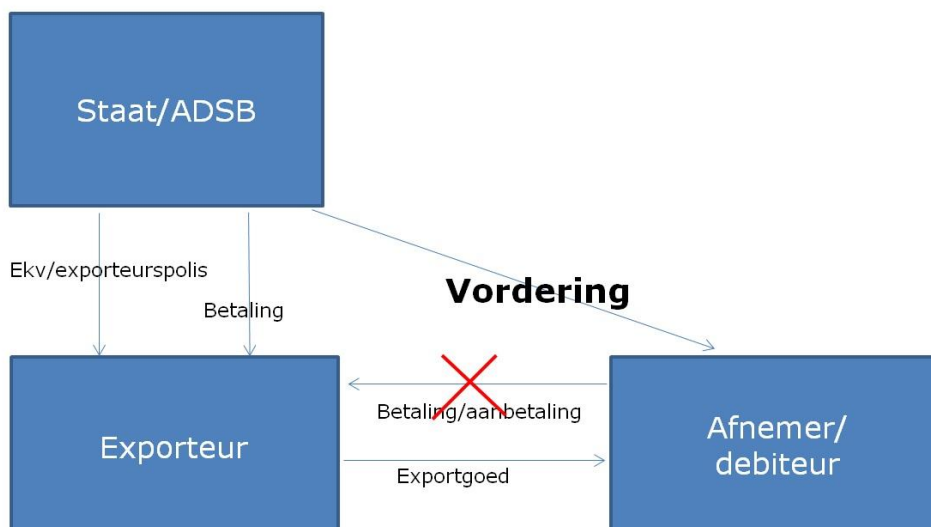 Staat/ADSB
Ekv/exporteurspolis
Vordering
Betaling
Betaling/aanbetaling
Exporteur
Afnemer/
debiteur
Exportgoed